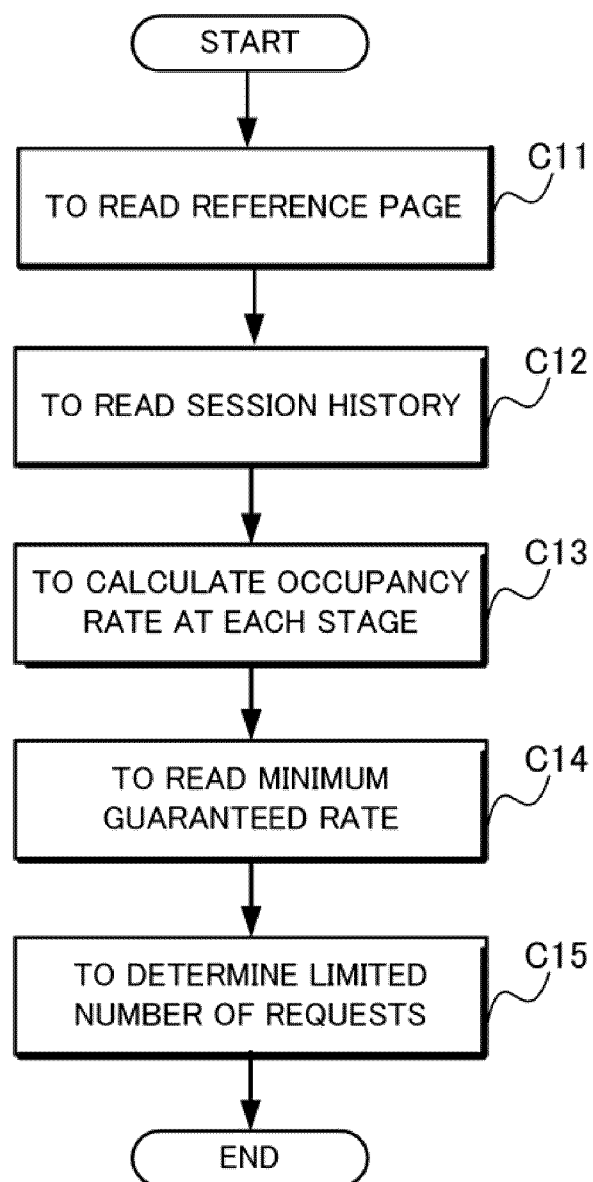 START
C11
TO READ REFERENCE PAGE
C12
TO READ SESSION HISTORY
C13
TO CALCULATE OCCUPANCY
RATE AT EACH STAGE
C14
TO READ MINIMUM
GUARANTEED RATE
C15
TO DETERMINE LIMITED
NUMBER OF REQUESTS
END